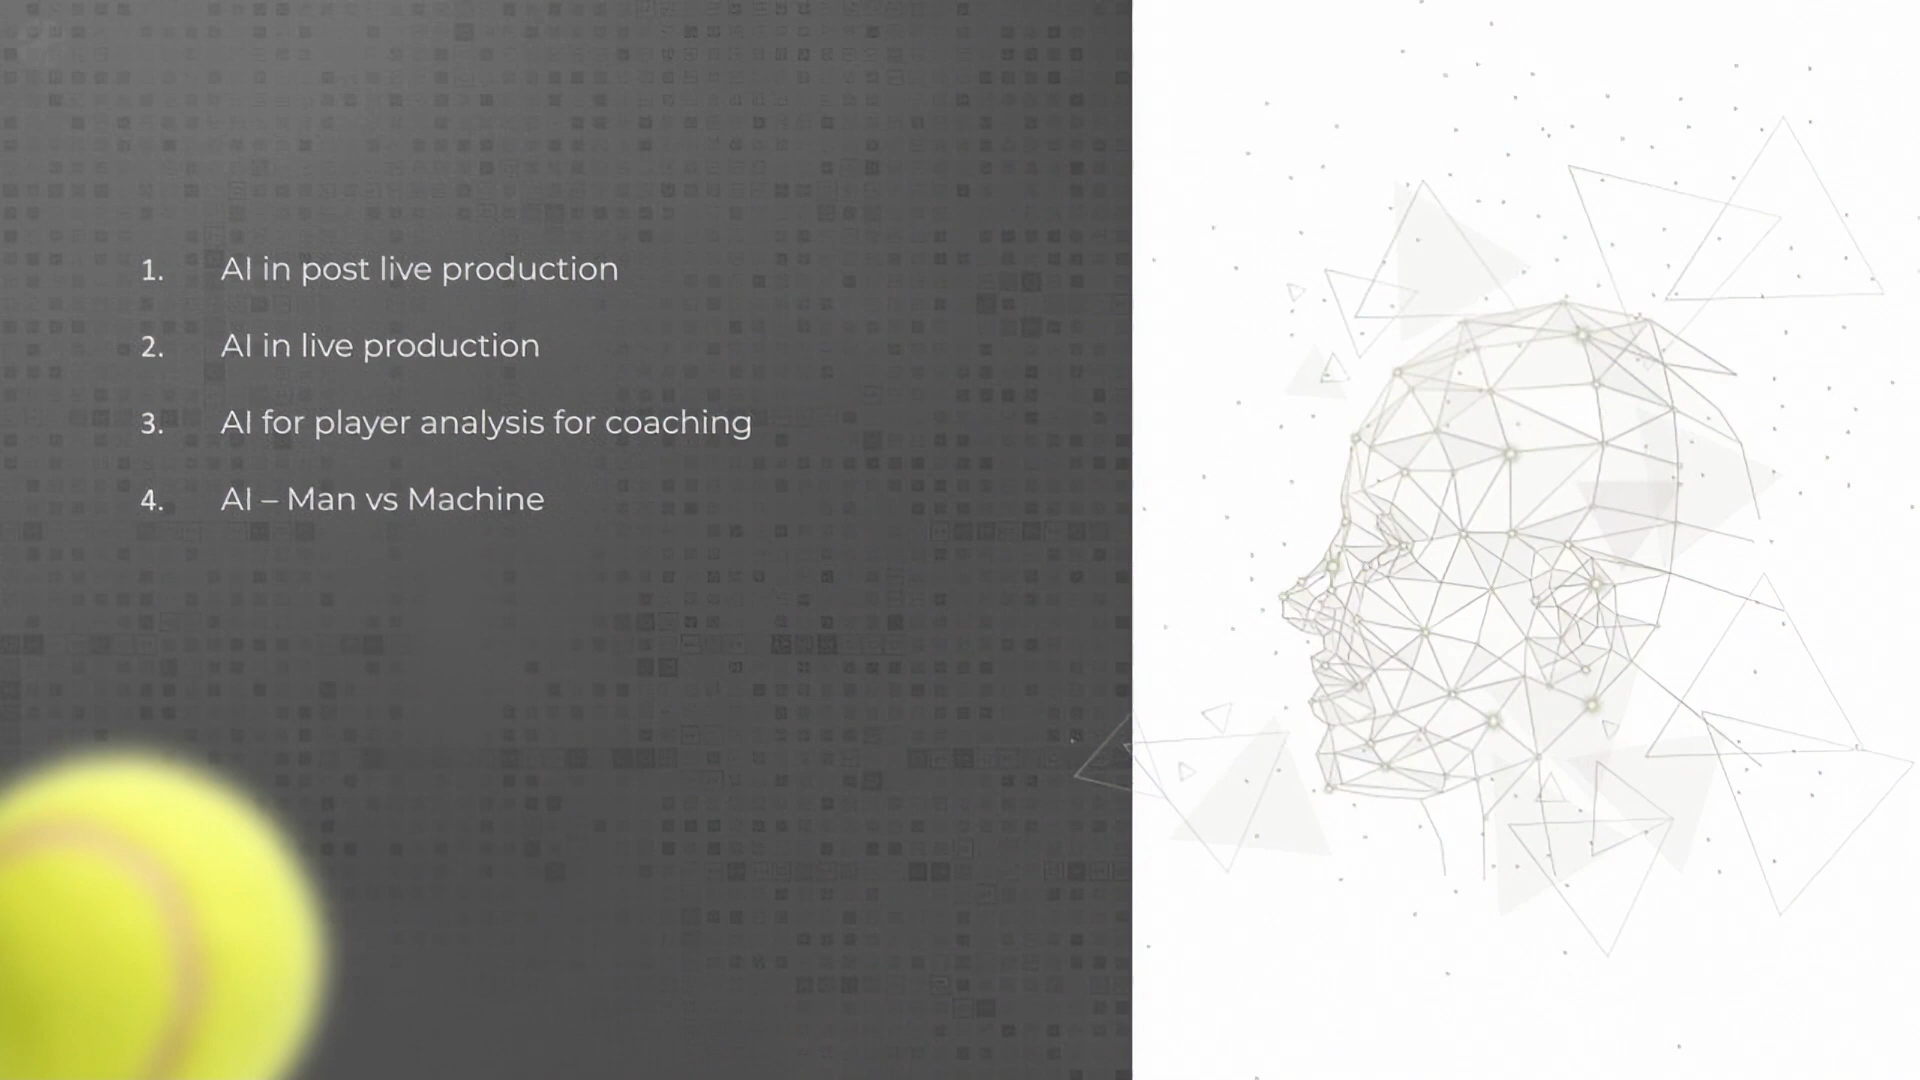 1. AI in post live production
2. AI in live production
3. AI for player analysis for coaching
4. AI – Man vs Machine